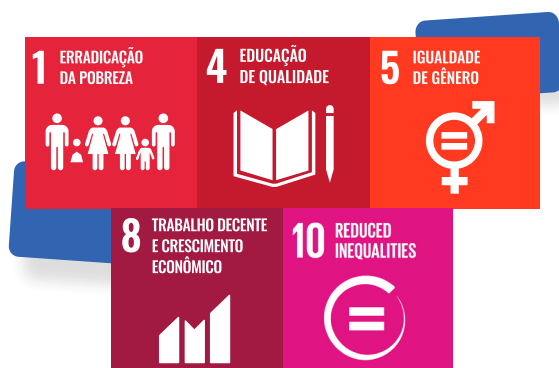 1 ERRADICAÇÃO
DA POBREZA
4 EDUCAÇÃO
DE QUALIDADE
5 IGUALDADE
DE GÊNERO
8 TRABALHO DECENTE
E CRESCIMENTO
ECONÔMICO
10 REDUCED
INEQUALITIES